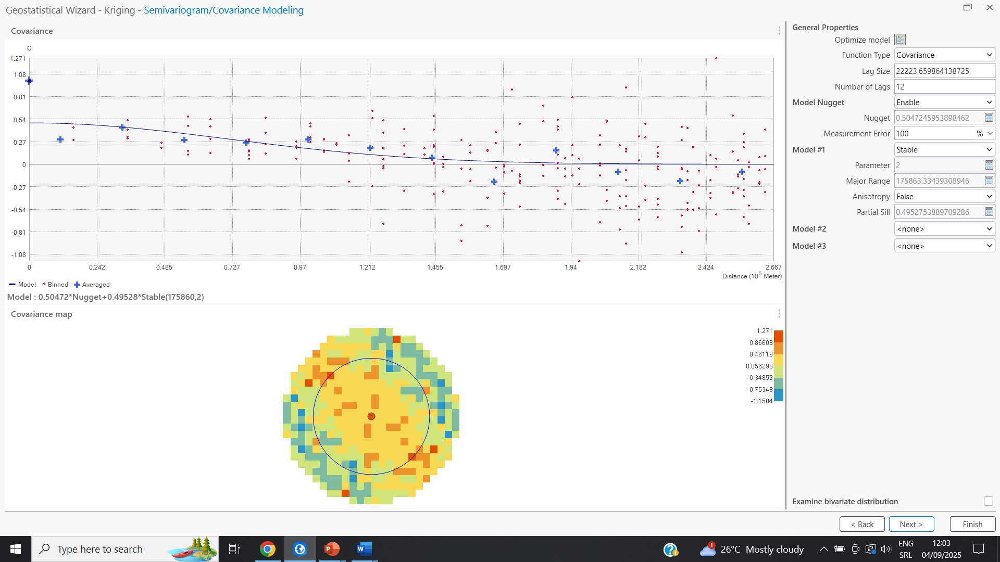 Geostatistical Wizard - Kriging - Semivariogram/Covariance Modeling
Covariance
C
1.271
1.08
0.81
0.54
0.27
0
-0.27
-0.54
-0.81
-1.08
0 0.242 0.485 0.727 0.97 1.212 1.455 1.697 1.94 2.182 2.424 2.667
Distance (10⁵ Meter)
Model Binned Averaged
Model : 0.50472*Nugget+0.49528*Stable(175860,2)
Covariance map
1.271
0.86608
0.46119
0.056298
-0.34859
-0.75348
-1.1584
General Properties
Optimize model
Function Type Covariance
Lag Size 22223.659864138725
Number of Lags 12
Model Nugget Enable
Nugget 0.5047245953898462
Measurement Error 100 %
Model #1 Stable
Parameter 2
Major Range 175863.33439308946
Anisotropy False
Partial Sill 0.4952753889709286
Model #2 <none>
Model #3 <none>
Examine bivariate distribution
< Back Next > Finish
Type here to search
P
W
?
1
26°C Mostly cloudy
ENG
SRL
12:03
04/09/2025